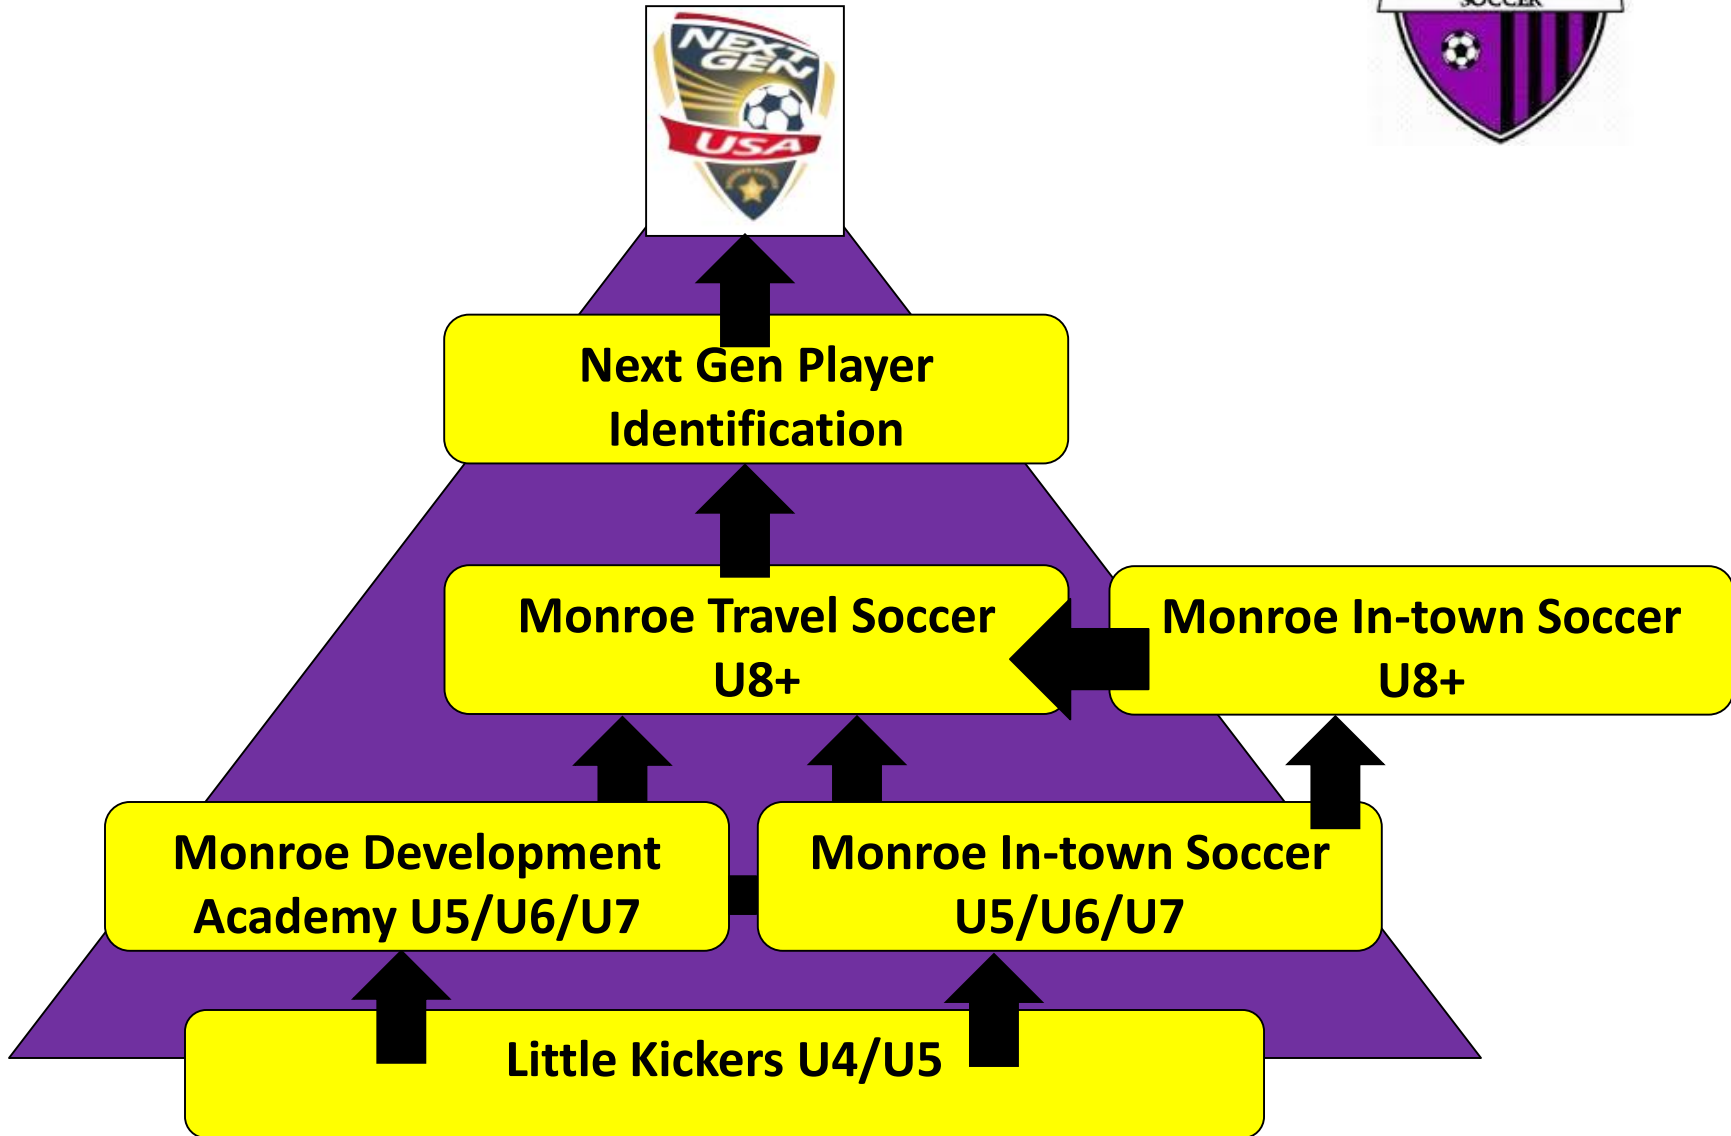 SOCCER
NEXT
GEN
USA
Next Gen Player
Identification
Monroe Travel Soccer
U8+
Monroe In-town Soccer
U8+
Monroe Development
Academy U5/U6/U7
Monroe In-town Soccer
U5/U6/U7
Little Kickers U4/U5